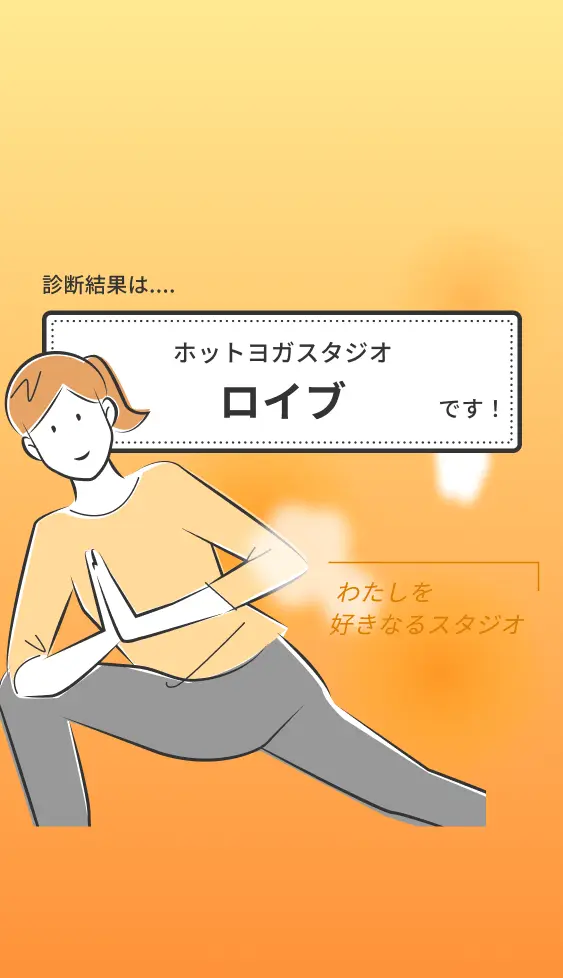 診断結果は....
ホットヨガスタジオ
ロイブ
です！
わたしを
好きなるスタジオ